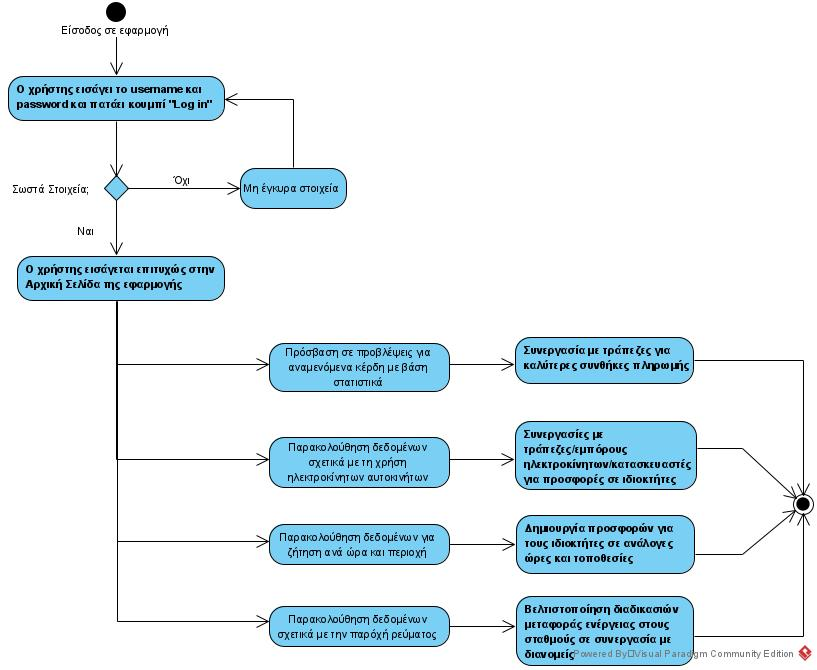 Είσοδος σε εφαρμογή
Ο χρήστης εισάγει το username και
password και πατάει κουμπί "Log in"
Σωστά Στοιχεία;
Όχι
Μη έγκυρα στοιχεία
Ναι
Ο χρήστης εισάγεται επιτυχώς στην
Αρχική Σελίδα της εφαρμογής
Πρόσβαση σε προβλέψεις για
αναμενόμενα κέρδη με βάση
στατιστικά
Συνεργασία με τράπεζες για
καλύτερες συνθήκες πληρωμής
Παρακολούθηση δεδομένων
σχετικά με τη χρήση
ηλεκτροκίνητων αυτοκινήτων
Συνεργασίες με
τράπεζες/εμπόρους
ηλεκτροκίνητων/κατασκευαστές
για προσφορές σε ιδιοκτήτες
Παρακολούθηση δεδομένων για
ζήτηση ανά ώρα και περιοχή
Δημιουργία προσφορών για
τους ιδιοκτήτες σε ανάλογες
ώρες και τοποθεσίες
Παρακολούθηση δεδομένων
σχετικά με την παρόχή ρεύματος
Βελτιστοποίηση διαδικασιών
μεταφοράς ενέργειας στους
σταθμούς σε συνεργασία με
διανομείς
Powered By Visual Paradigm Community Edition